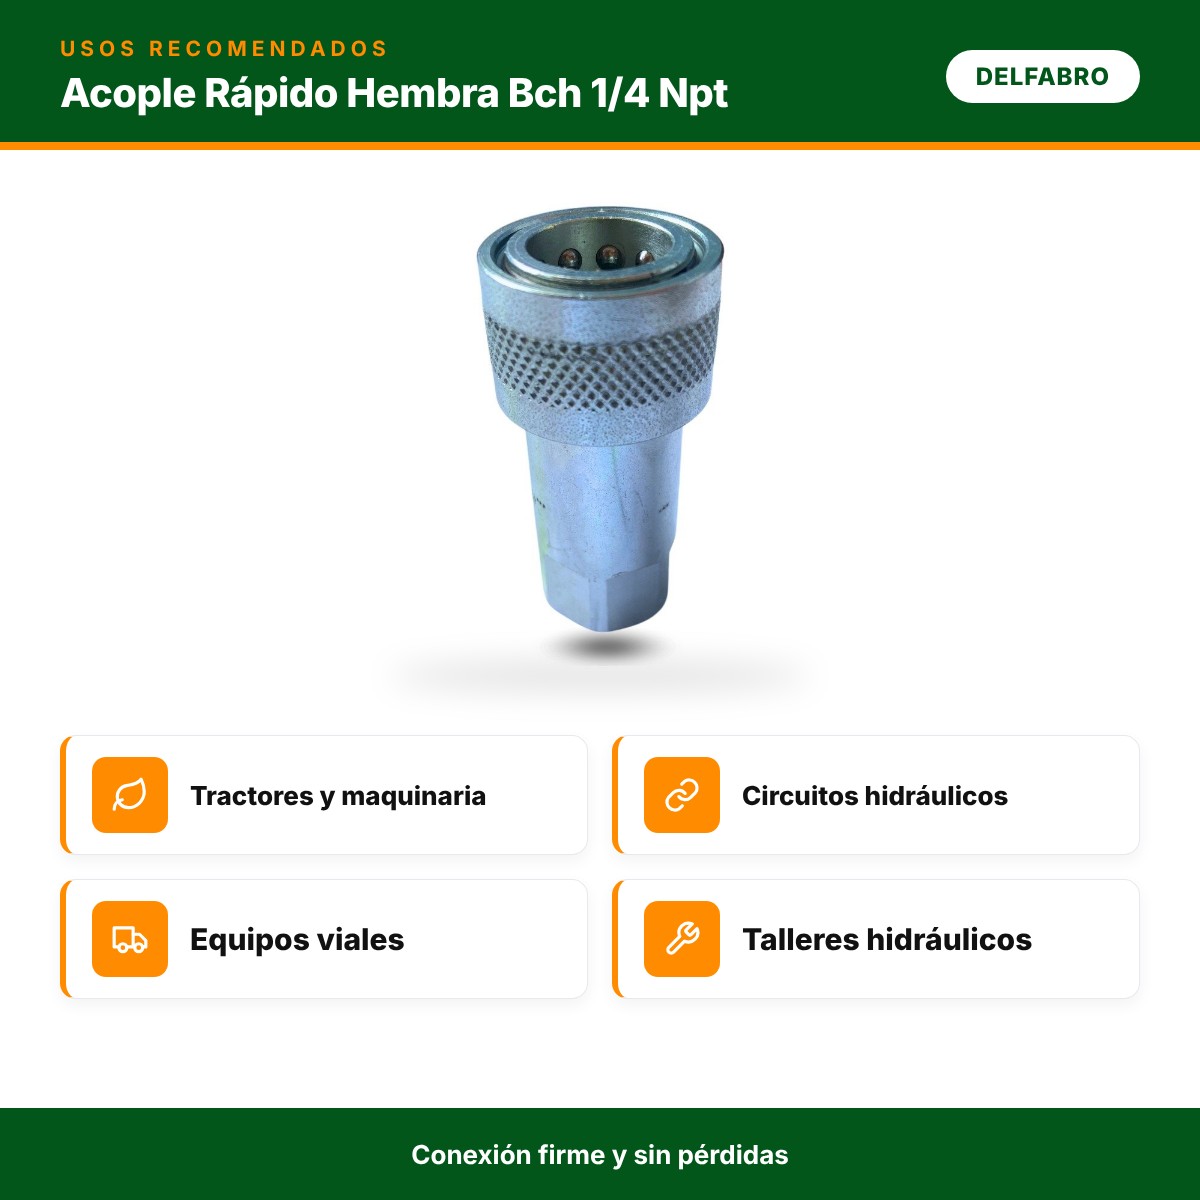 USOS RECOMENDADOS
Acople Rápido Hembra Bch 1/4 Npt
DELFABRO
Tractores y maquinaria
Circuitos hidráulicos
Equipos viales
Talleres hidráulicos
Conexión firme y sin pérdidas